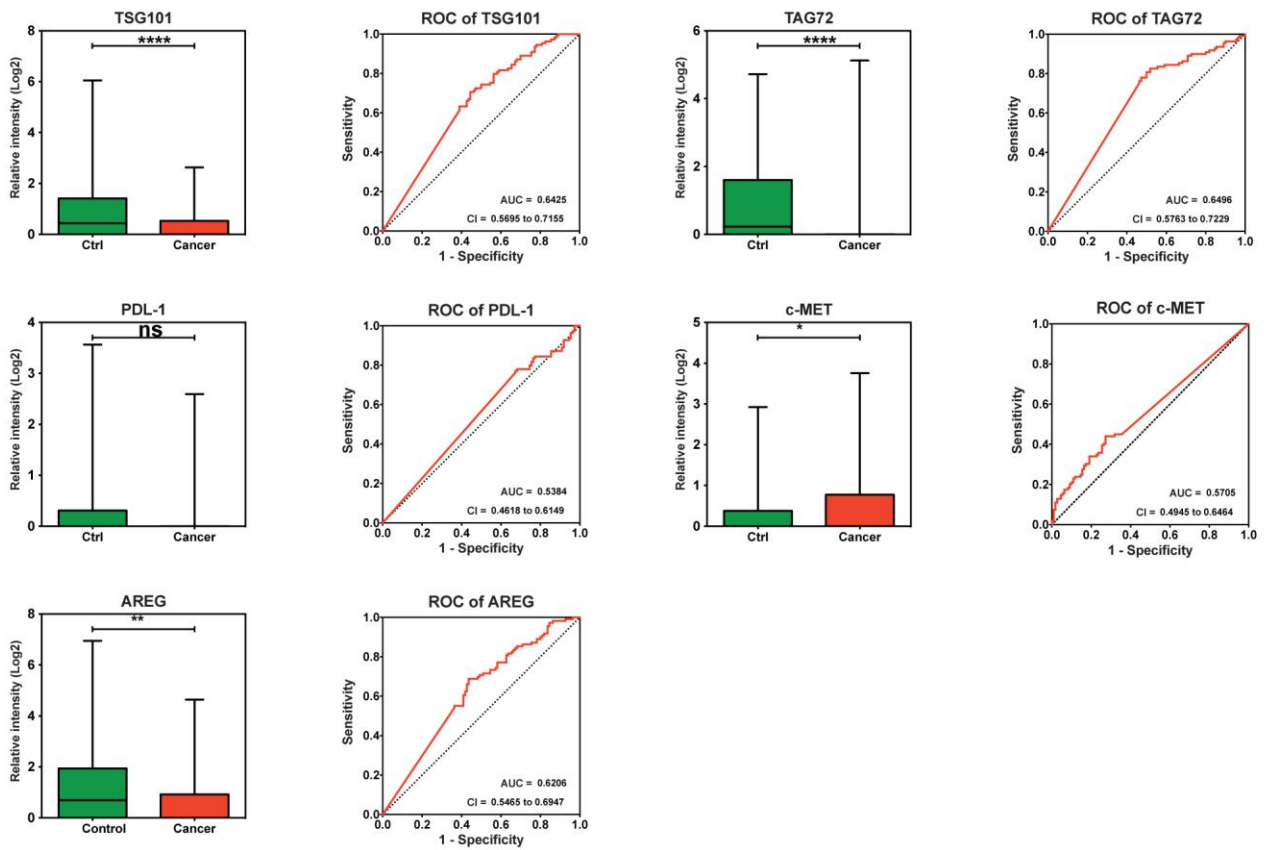 TSG101
ROC of TSG101
TAG72
ROC of TAG72
8
6
4
2
0
Relative intensity (Log2)
****
Ctrl
Cancer
1.0
0.8
0.6
0.4
0.2
0.0
Sensitivity
AUC = 0.6425
CI = 0.5695 to 0.7155
0.0 0.2 0.4 0.6 0.8 1.0
1 - Specificity
6
4
2
0
Relative intensity (Log2)
****
Ctrl
Cancer
1.0
0.8
0.6
0.4
0.2
0.0
Sensitivity
AUC = 0.6496
CI = 0.5763 to 0.7229
0.0 0.2 0.4 0.6 0.8 1.0
1 - Specificity
PDL-1
ROC of PDL-1
c-MET
ROC of c-MET
4
3
2
1
0
Relative intensity (Log2)
ns
Ctrl
Cancer
1.0
0.8
0.6
0.4
0.2
0.0
Sensitivity
AUC = 0.5384
CI = 0.4618 to 0.6149
0.0 0.2 0.4 0.6 0.8 1.0
1 - Specificity
5
4
3
2
1
0
Relative intensity (Log2)
*
Ctrl
Cancer
1.0
0.8
0.6
0.4
0.2
0.0
Sensitivity
AUC = 0.5705
CI = 0.4945 to 0.6464
0.0 0.2 0.4 0.6 0.8 1.0
1 - Specificity
AREG
ROC of AREG
8
6
4
2
0
Relative intensity (Log2)
**
Control
Cancer
1.0
0.8
0.6
0.4
0.2
0.0
Sensitivity
AUC = 0.6206
CI = 0.5465 to 0.6947
0.0 0.2 0.4 0.6 0.8 1.0
1 - Specificity